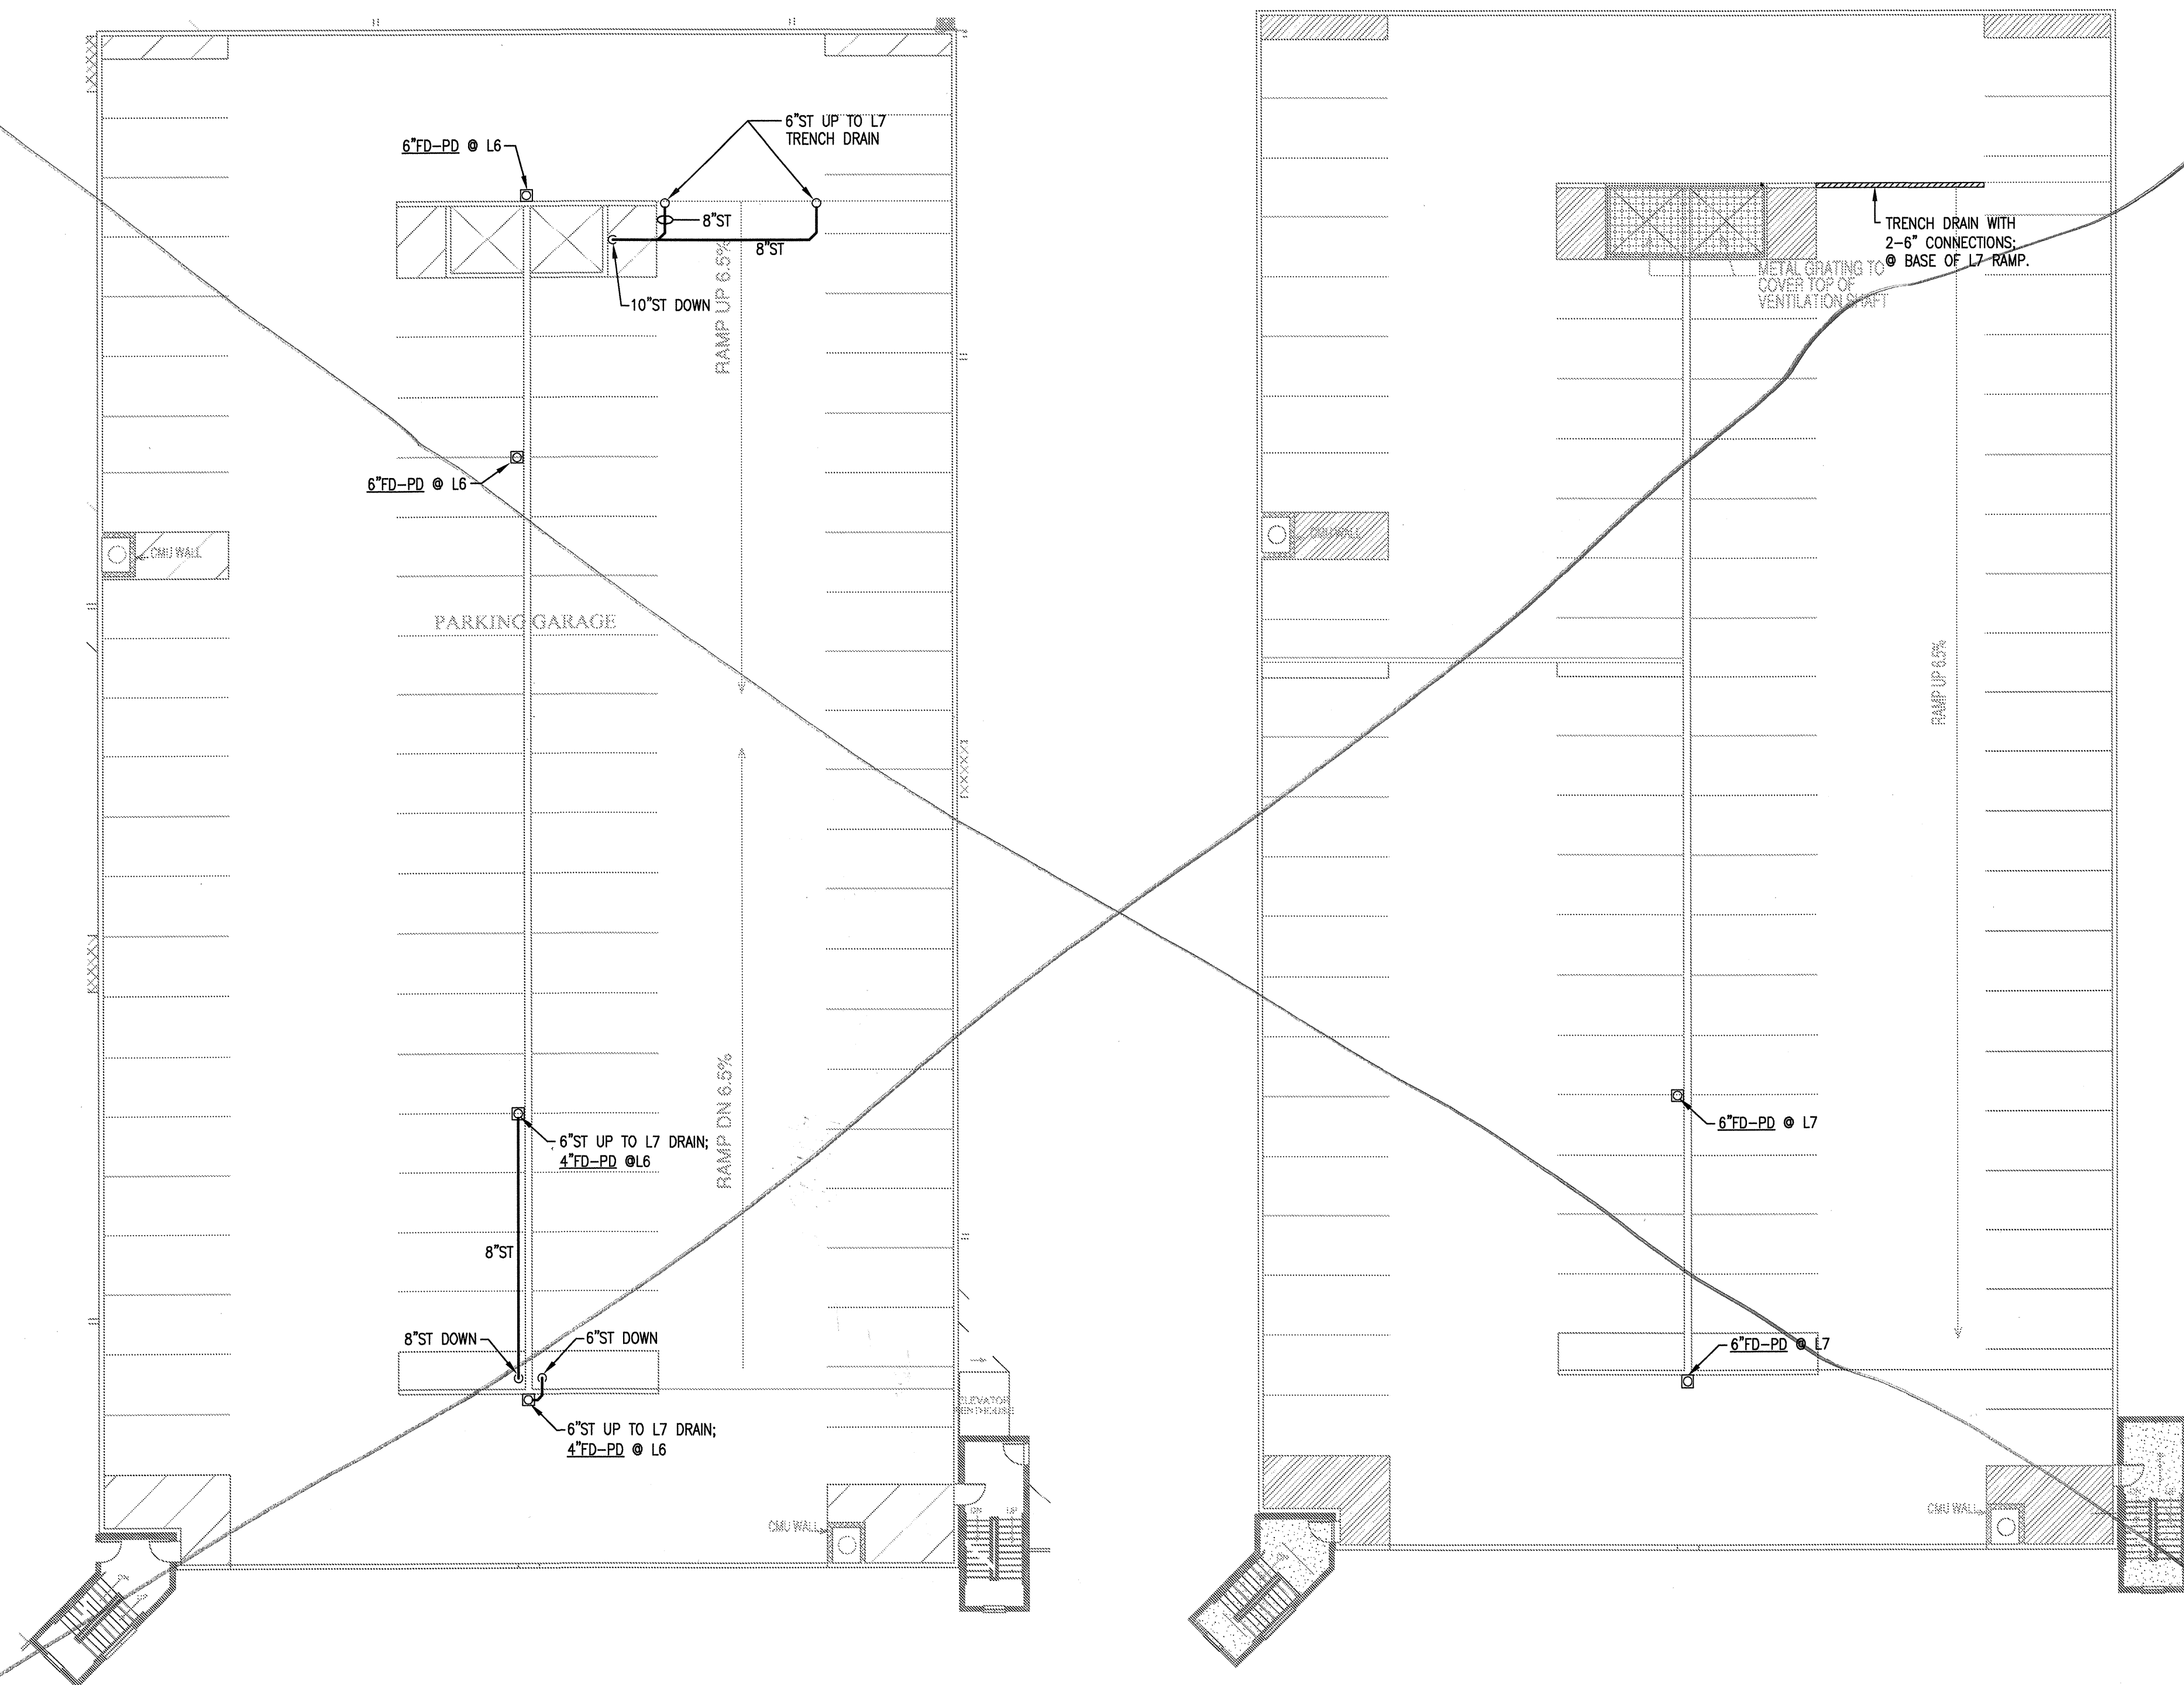 6"ST UP TO L7
TRENCH DRAIN
6"FD-PD @ L6
8"ST
8"ST
10"ST DOWN
RAMP UP 6.5%
6"FD-PD @ L6
CMU WALL
PARKING GARAGE
RAMP DN 6.5%
6"ST UP TO L7 DRAIN;
4"FD-PD @L6
8"ST
8"ST DOWN
6"ST DOWN
6"ST UP TO L7 DRAIN;
4"FD-PD @ L6
ELEVATOR
PENTHOUSE
CMU WALL
DN UP
TRENCH DRAIN WITH
2-6" CONNECTIONS;
@ BASE OF L7 RAMP.
METAL GRATING TO
COVER TOP OF
VENTILATION SHAFT
CMU WALL
RAMP UP 6.5%
6"FD-PD @ L7
6"FD-PD @ L7
CMU WALL